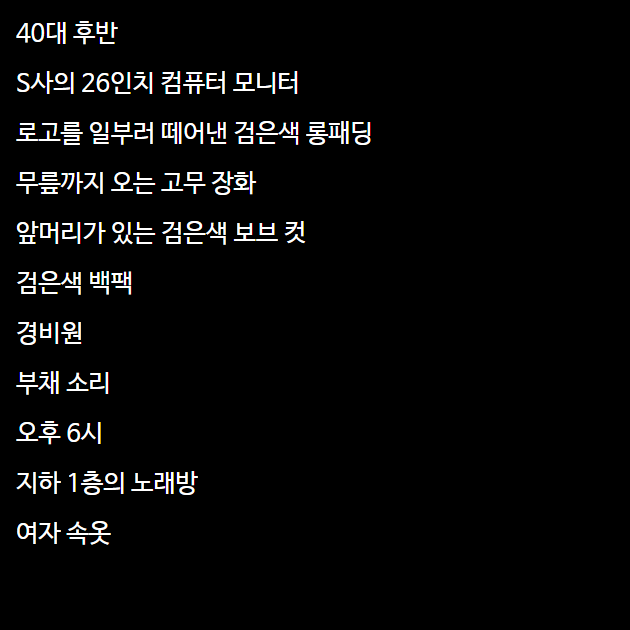 40대 후반
S사의 26인치 컴퓨터 모니터
로고를 일부러 떼어낸 검은색 롱패딩
무릎까지 오는 고무 장화
앞머리가 있는 검은색 보브 컷
검은색 백팩
경비원
부채 소리
오후 6시
지하 1층의 노래방
여자 속옷